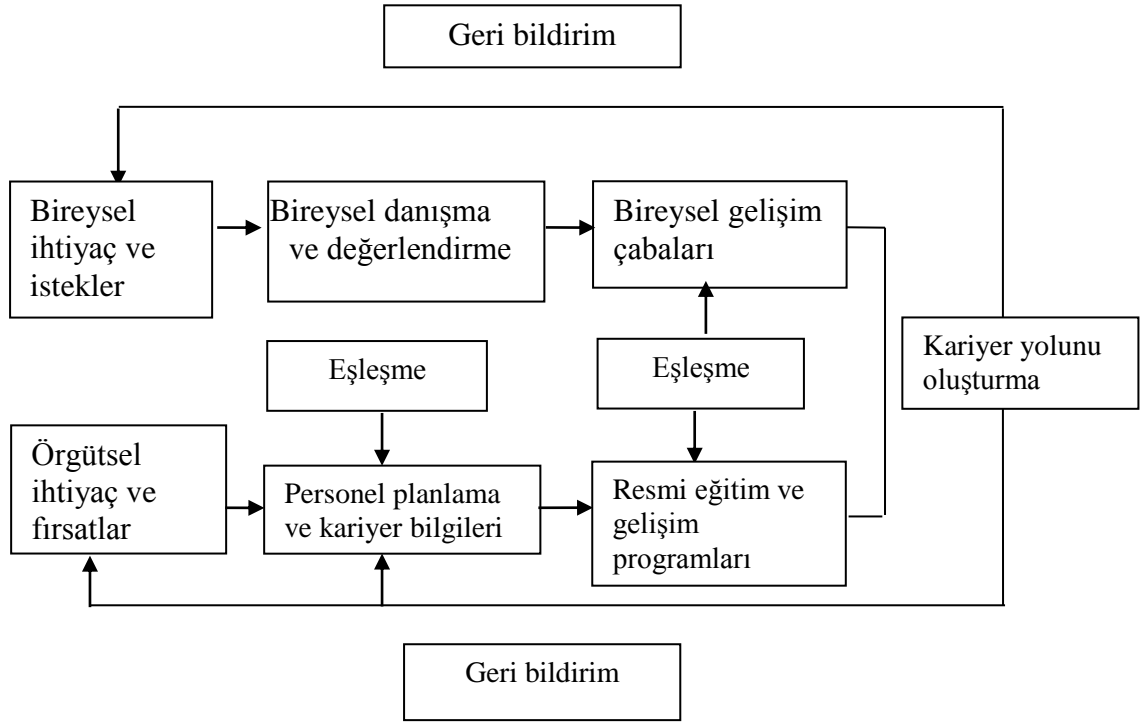 Geri bildirim
Bireysel
ihtiyaç ve
istekler
Bireysel danışma
ve değerlendirme
Bireysel gelişim
çabaları
Eşleşme
Eşleşme
Kariyer yolunu
oluşturma
Örgütsel
ihtiyaç ve
fırsatlar
Personel planlama
ve kariyer bilgileri
Resmi eğitim ve
gelişim
programları
Geri bildirim